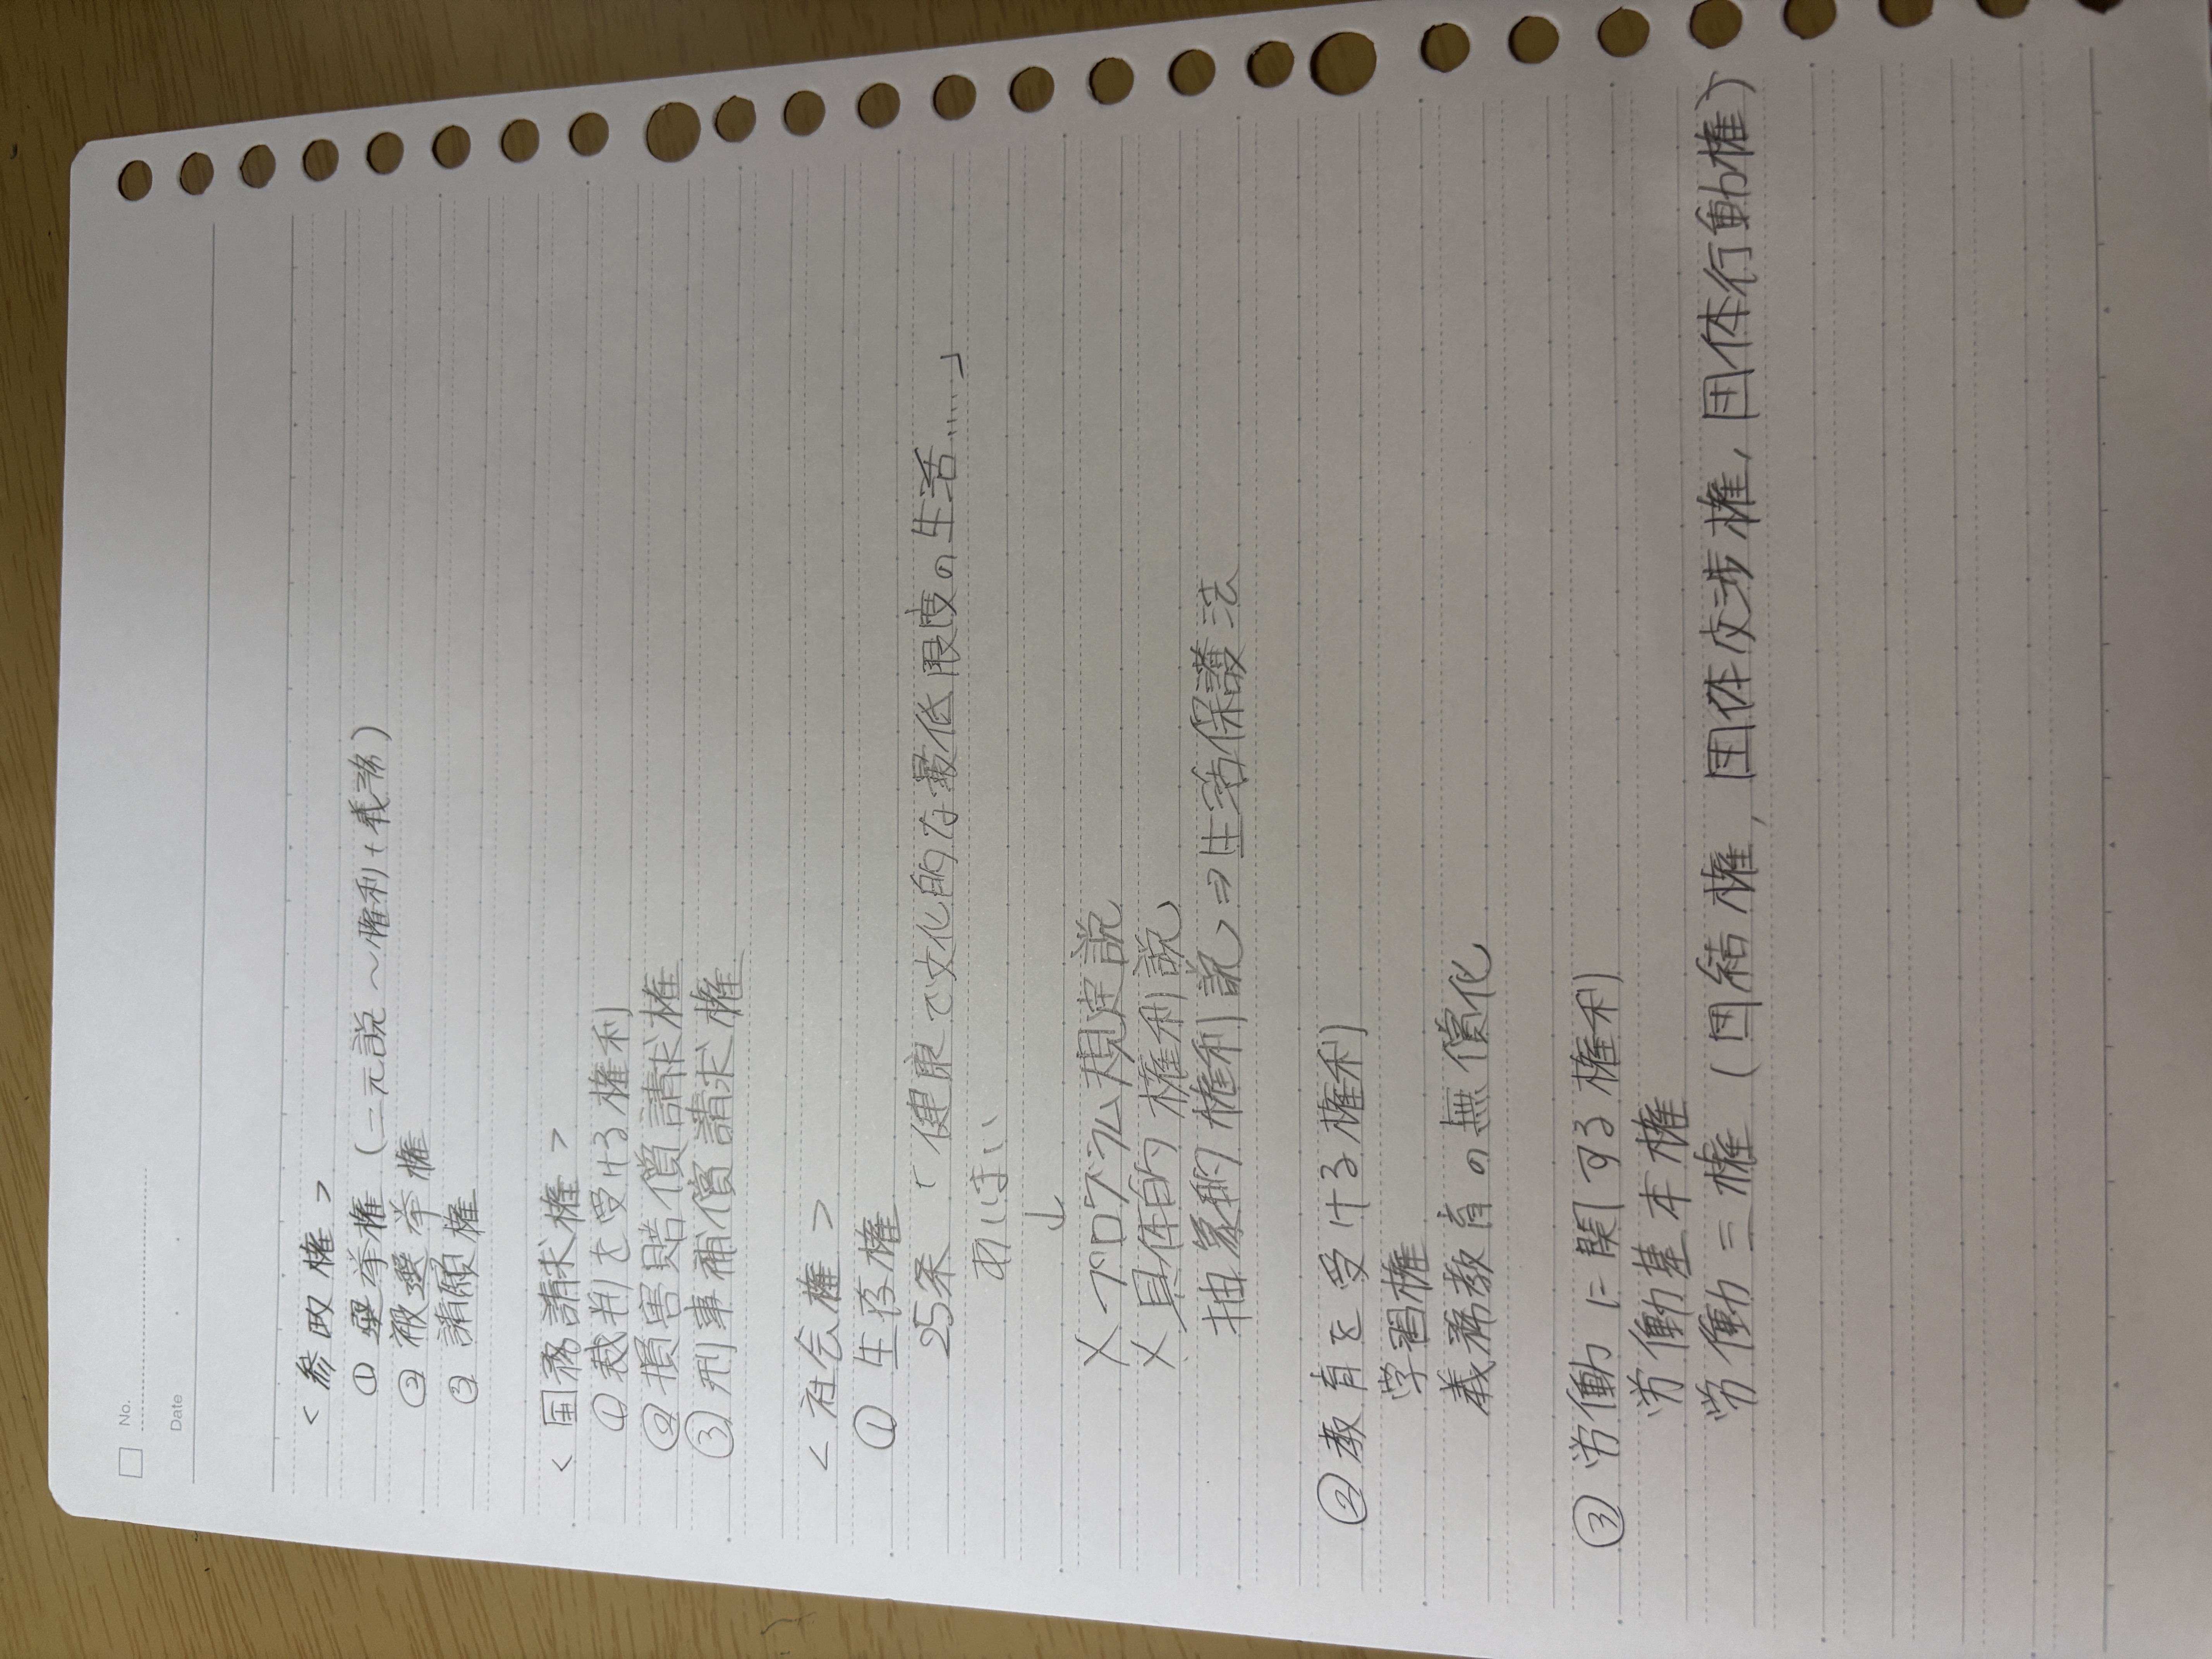 No.
Date
＜参政権＞
① 選挙権（二元説～権利+義務）
② 被選挙権
③ 請願権
＜国務請求権＞
① 裁判を受ける権利
② 損害賠償請求権
③ 刑事補償請求権
＜社会権＞
① 生存権
25条 「健康で文化的な最低限度の生活.....」
あいまい
↓
× プログラム規定説
× 具体的権利説
抽象的権利説⇒生活保護法
② 教育を受ける権利
学習権
義務教育の無償化
③ 労働に関する権利
労働基本権
労働三権（団結権, 団体交渉権, 団体行動権）